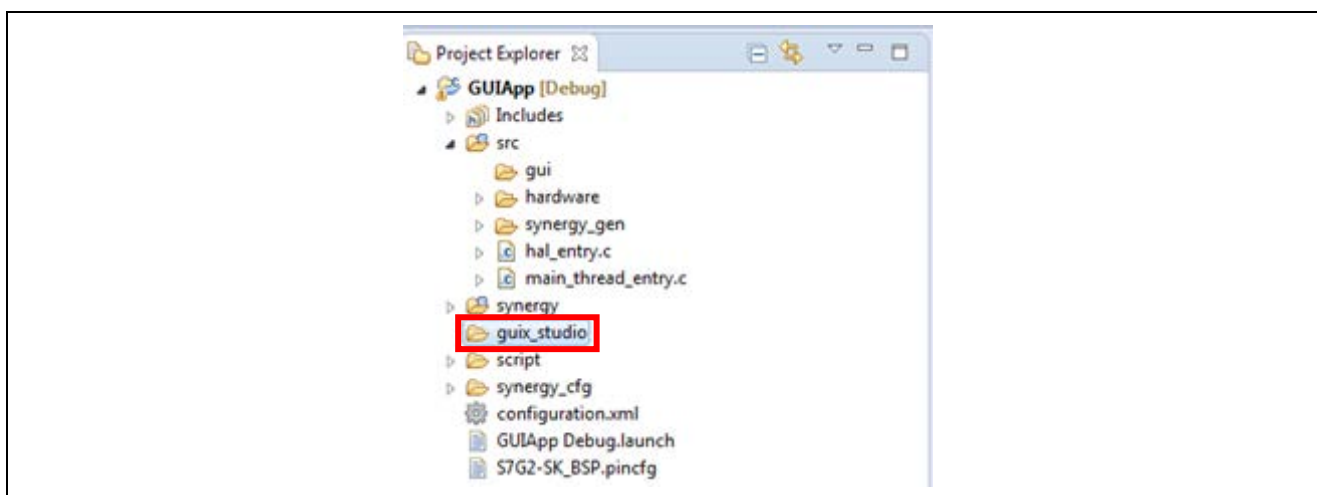 Project Explorer
GUIApp [Debug]
Includes
src
gui
hardware
synergy_gen
hal_entry.c
main_thread_entry.c
synergy
guix_studio
script
synergy_cfg
configuration.xml
GUIApp Debug.launch
S7G2-SK_BSP.pincfg